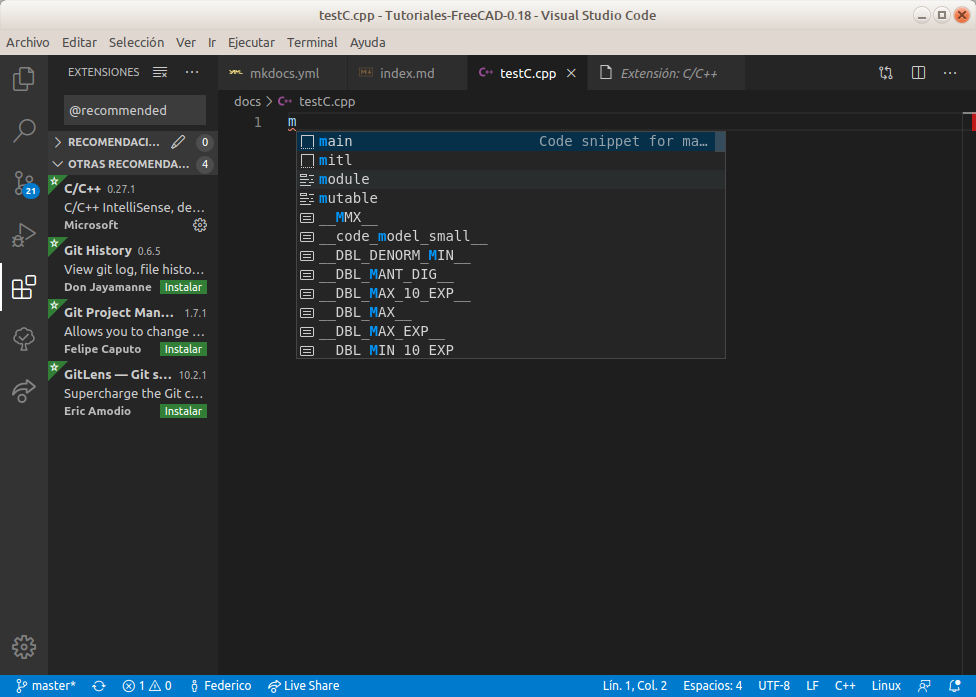 testC.cpp - Tutoriales-FreeCAD-0.18 - Visual Studio Code
Archivo Editar Selección Ver Ir Ejecutar Terminal Ayuda
EXTENSIONES
@recommended
RECOMENDACI... 0
OTRAS RECOMENDA... 4
C/C++ 0.27.1
C/C++ IntelliSense, de...
Microsoft
Git History 0.6.5
View git log, file histo...
Don Jayamanne Instalar
Git Project Man... 1.7.1
Allows you to change ...
Felipe Caputo Instalar
GitLens — Git s... 10.2.1
Supercharge the Git c...
Eric Amodio Instalar
21
mkdocs.yml index.md C++ testC.cpp Extensión: C/C++
docs > C++ testC.cpp
1 m
main Code snippet for ma...
mitl
module
mutable
__MMX__
__code_model_small__
__DBL_DENORM_MIN__
__DBL_MANT_DIG__
__DBL_MAX_10_EXP__
__DBL_MAX__
__DBL_MAX_EXP__
__DBL_MIN_10_EXP__
master* 1 0 Federico Live Share Lín. 1, Col. 2 Espacios: 4 UTF-8 LF C++ Linux